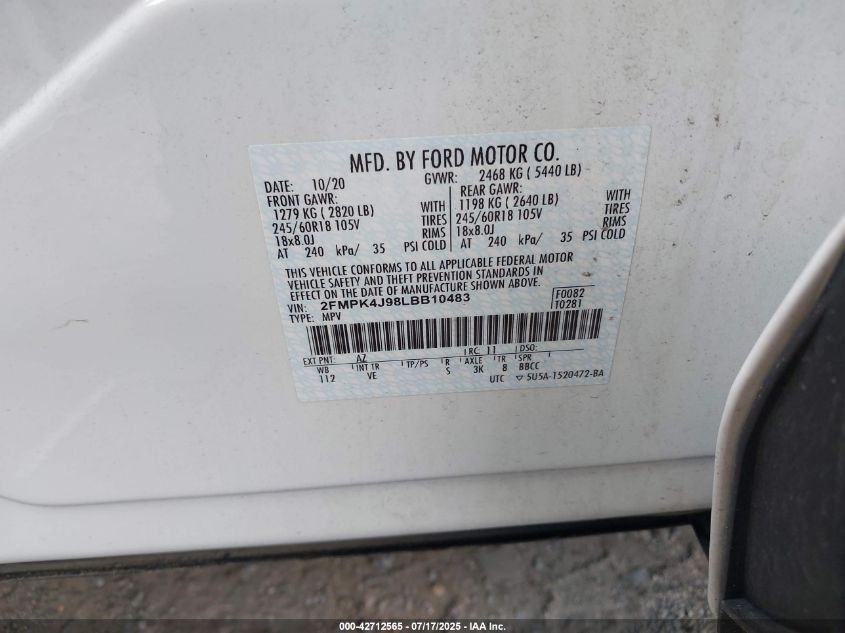 MFD. BY FORD MOTOR CO.
DATE: 10/20 GVWR: 2468 KG ( 5440 LB)
FRONT GAWR: REAR GAWR:
1279 KG ( 2820 LB) WITH 1198 KG ( 2640 LB) WITH
245/60R18 105V TIRES 245/60R18 105V TIRES
18x8.0J RIMS 18x8.0J RIMS
AT 240 kPa/ 35 PSI COLD AT 240 kPa/ 35 PSI COLD
THIS VEHICLE CONFORMS TO ALL APPLICABLE FEDERAL MOTOR
VEHICLE SAFETY AND THEFT PREVENTION STANDARDS IN
EFFECT ON THE DATE OF MANUFACTURE SHOWN ABOVE.
VIN: 2FMPK4J98LBB10483 F0082
TYPE: MPV T0281
EXT PNT: AZ RC: 11 DSO:
WB INT TR TP/PS R AXLE TR SPR
112 VE S 3K 8 BBCC
UTC ▽ 5U5A-1520472-BA
000-42712565 - 07/17/2025 - IAA Inc.